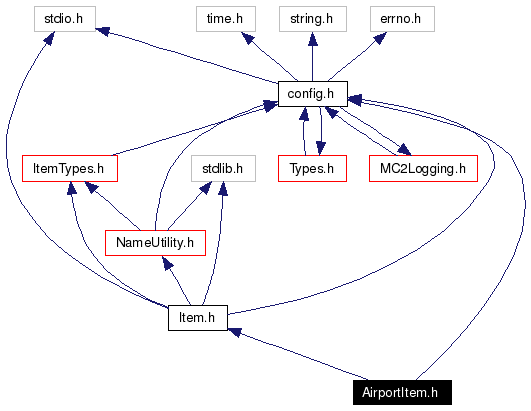 stdio.h
time.h
string.h
errno.h
config.h
ItemTypes.h
stdlib.h
Types.h
MC2Logging.h
NameUtility.h
Item.h
AirportItem.h